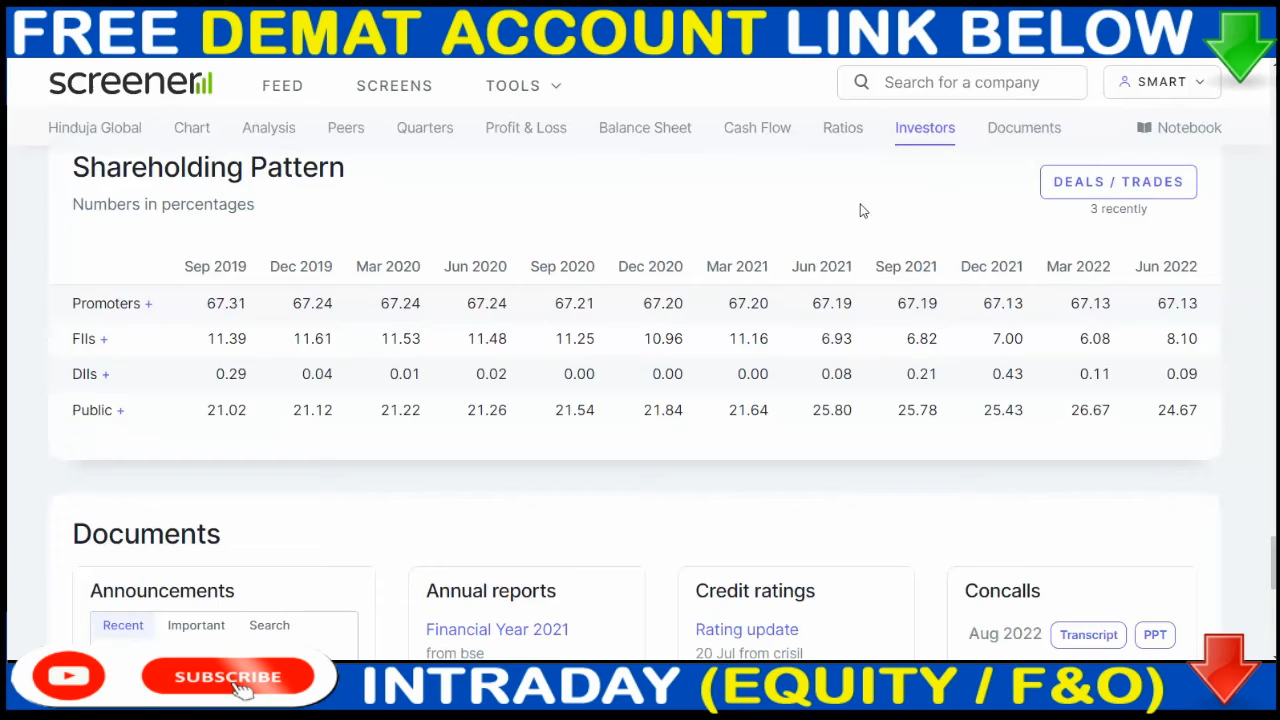 FREE DEMAT ACCOUNT LINK BELOW
screener FEED SCREENS TOOLS Search for a company SMART
Hinduja Global Chart Analysis Peers Quarters Profit & Loss Balance Sheet Cash Flow Ratios Investors Documents Notebook
Shareholding Pattern
DEALS / TRADES
Numbers in percentages
3 recently
Sep 2019 Dec 2019 Mar 2020 Jun 2020 Sep 2020 Dec 2020 Mar 2021 Jun 2021 Sep 2021 Dec 2021 Mar 2022 Jun 2022
Promoters + 67.31 67.24 67.24 67.24 67.21 67.20 67.20 67.19 67.19 67.13 67.13 67.13
FIIs + 11.39 11.61 11.53 11.48 11.25 10.96 11.16 6.93 6.82 7.00 6.08 8.10
DIIs + 0.29 0.04 0.01 0.02 0.00 0.00 0.00 0.08 0.21 0.43 0.11 0.09
Public + 21.02 21.12 21.22 21.26 21.54 21.84 21.64 25.80 25.78 25.43 26.67 24.67
Documents
Announcements Annual reports Credit ratings Concalls
Recent Important Search Financial Year 2021 Rating update Aug 2022 Transcript PPT
from bse 20 Jul from crisil
SUBSCRIBE
INTRADAY (EQUITY / F&O)